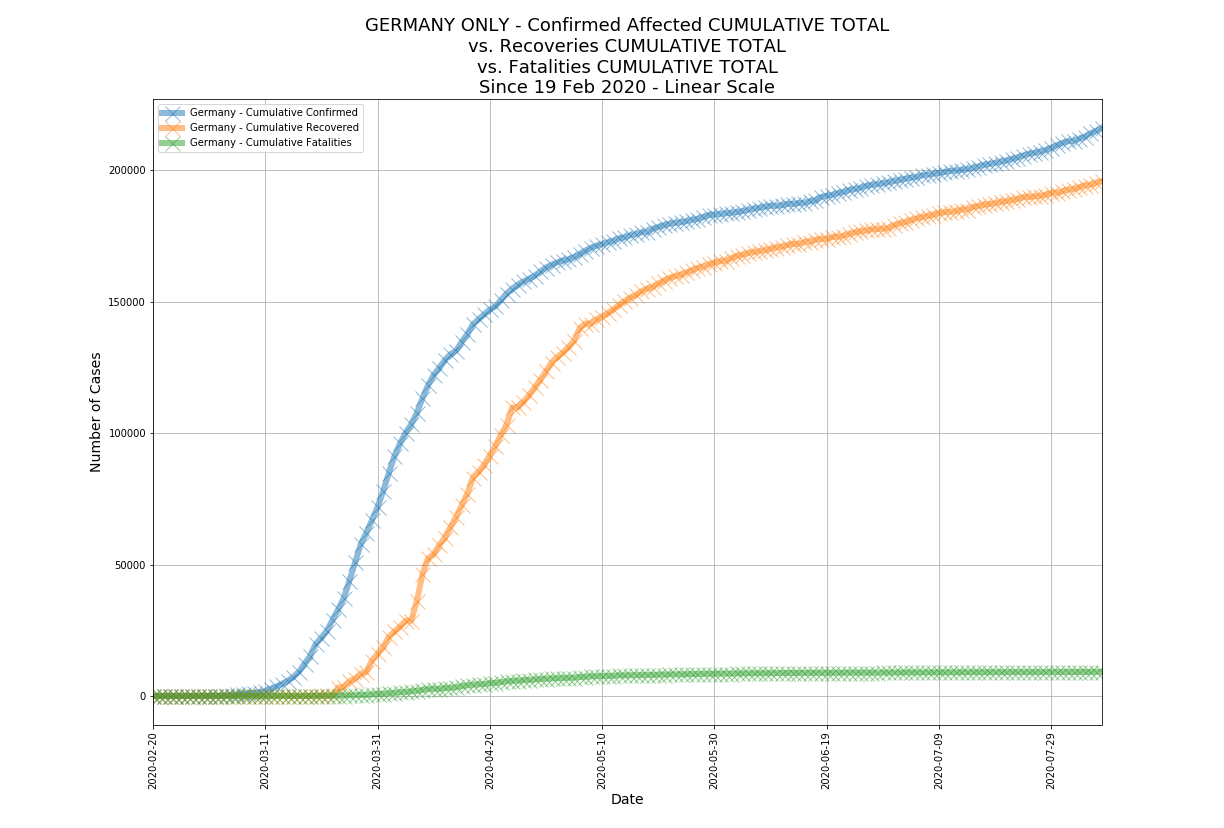 GERMANY ONLY - Confirmed Affected CUMULATIVE TOTAL
vs. Recoveries CUMULATIVE TOTAL
vs. Fatalities CUMULATIVE TOTAL
Since 19 Feb 2020 - Linear Scale
Germany - Cumulative Confirmed
Germany - Cumulative Recovered
Germany - Cumulative Fatalities
Number of Cases
200000
150000
100000
50000
0
2020-02-20
2020-03-11
2020-03-31
2020-04-20
2020-05-10
2020-05-30
2020-06-19
2020-07-09
2020-07-29
Date